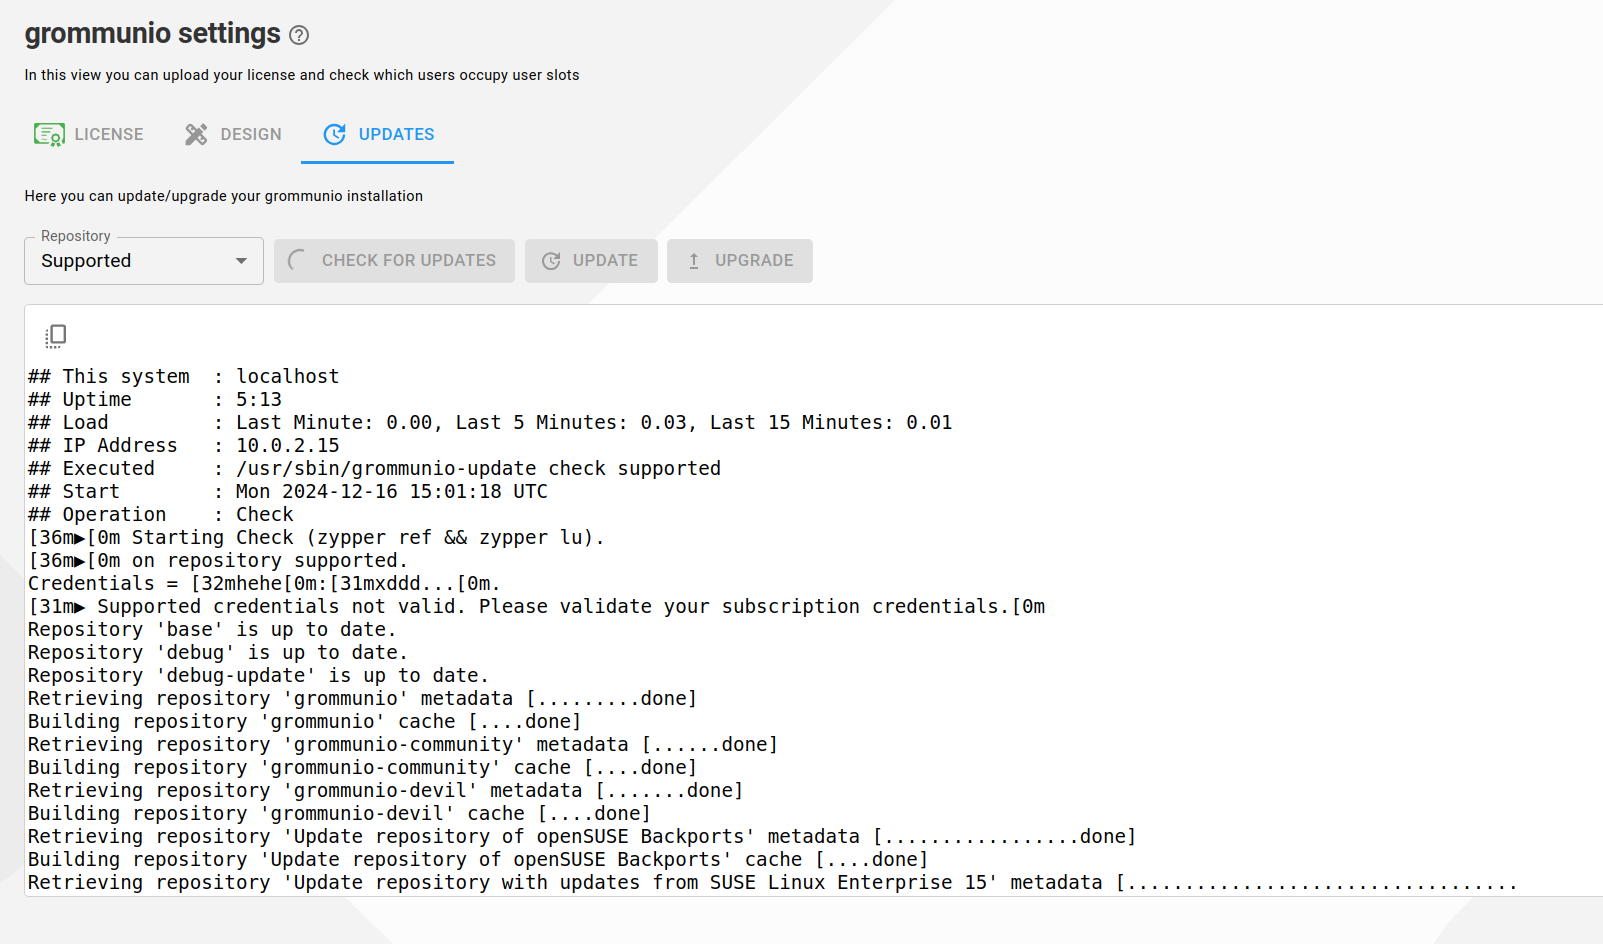 grommunio settings
In this view you can upload your license and check which users occupy user slots
LICENSE DESIGN UPDATES
Here you can update/upgrade your grommunio installation
Repository
Supported CHECK FOR UPDATES UPDATE UPGRADE
## This system  : localhost
## Uptime       : 5:13
## Load         : Last Minute: 0.00, Last 5 Minutes: 0.03, Last 15 Minutes: 0.01
## IP Address   : 10.0.2.15
## Executed     : /usr/sbin/grommunio-update check supported
## Start        : Mon 2024-12-16 15:01:18 UTC
## Operation    : Check
[36m▶[0m Starting Check (zypper ref && zypper lu).
[36m▶[0m on repository supported.
Credentials = [32mhehe[0m:[31mxddd...[0m.
[31m▶ Supported credentials not valid. Please validate your subscription credentials.[0m
Repository 'base' is up to date.
Repository 'debug' is up to date.
Repository 'debug-update' is up to date.
Retrieving repository 'grommunio' metadata [.........done]
Building repository 'grommunio' cache [....done]
Retrieving repository 'grommunio-community' metadata [......done]
Building repository 'grommunio-community' cache [....done]
Retrieving repository 'grommunio-devil' metadata [.......done]
Building repository 'grommunio-devil' cache [....done]
Retrieving repository 'Update repository of openSUSE Backports' metadata [.................done]
Building repository 'Update repository of openSUSE Backports' cache [....done]
Retrieving repository 'Update repository with updates from SUSE Linux Enterprise 15' metadata [..................................